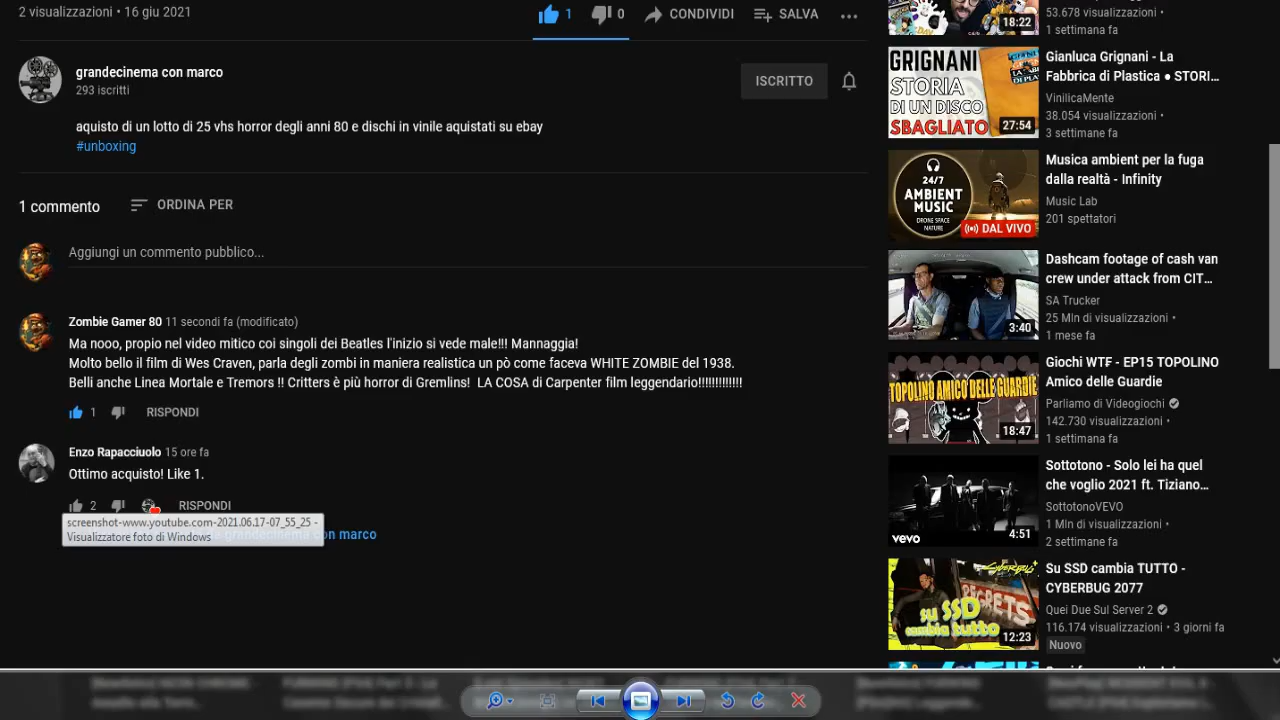 2 visualizzazioni • 16 giu 2021
1
0
CONDIVIDI
SALVA
grandecinema con marco
293 iscritti
ISCRITTO
aquisto di un lotto di 25 vhs horror degli anni 80 e dischi in vinile aquistati su ebay
#unboxing
1 commento
ORDINA PER
Aggiungi un commento pubblico...
Zombie Gamer 80 11 secondi fa (modificato)
Ma nooo, propio nel video mitico coi singoli dei Beatles l'inizio si vede male!!! Mannaggia!
Molto bello il film di Wes Craven, parla degli zombi in maniera realistica un pò come faceva WHITE ZOMBIE del 1938.
Belli anche Linea Mortale e Tremors !! Critters è più horror di Gremlins! LA COSA di Carpenter film leggendario!!!!!!!!!!!!!
1
RISPONDI
Enzo Rapacciuolo 15 ore fa
Ottimo acquisto! Like 1.
2
RISPONDI
screenshot-www.youtube.com-2021.06.17-07_55_25 -
Visualizzatore foto di Windows
grandecinema con marco
18:22
53.678 visualizzazioni •
1 settimana fa
GRIGNANI
STORIA
DI UN DISCO
SBAGLIATO
27:54
Gianluca Grignani - La
Fabbrica di Plastica ● STORI...
VinilicaMente
38.054 visualizzazioni •
3 settimane fa
24/7
AMBIENT
MUSIC
DRONE SPACE
NATURE
DAL VIVO
Musica ambient per la fuga
dalla realtà - Infinity
Music Lab
201 spettatori
3:40
Dashcam footage of cash van
crew under attack from CIT...
SA Trucker
25 Mln di visualizzazioni •
1 mese fa
TOPOLINO AMICO DELLE GUARDIE
18:47
Giochi WTF - EP15 TOPOLINO
Amico delle Guardie
Parliamo di Videogiochi
142.730 visualizzazioni •
1 settimana fa
vevo
4:51
Sottotono - Solo lei ha quel
che voglio 2021 ft. Tiziano...
SottotonoVEVO
1 Mln di visualizzazioni •
2 settimane fa
CYBERBUG
REGRETS
su SSD
cambia tutto
12:23
Su SSD cambia TUTTO -
CYBERBUG 2077
Quei Due Sul Server 2
116.174 visualizzazioni • 3 giorni fa
Nuovo